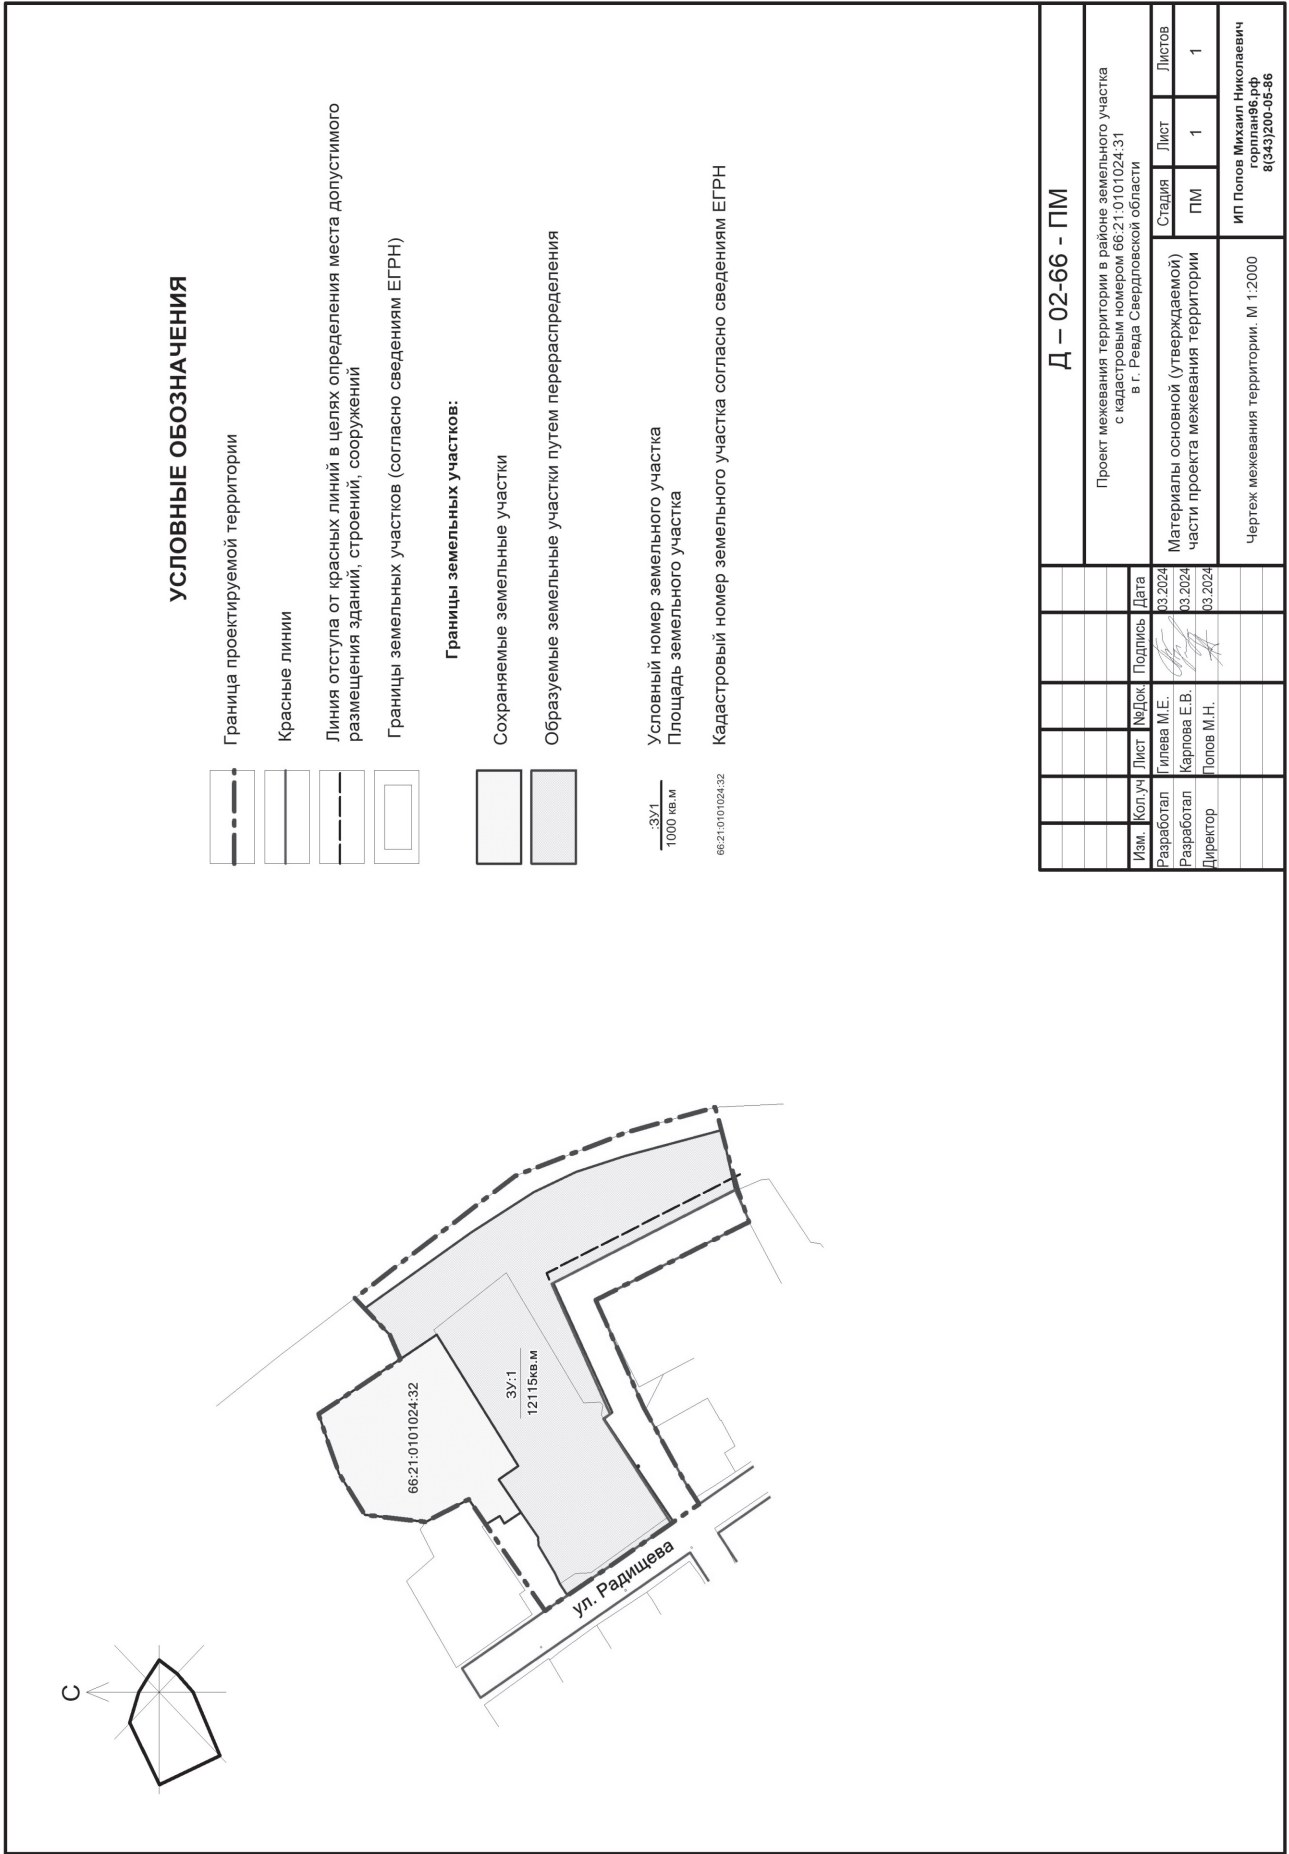 С
66:21:0101024:32
ЗУ:1
12115кв.м
ул. Радищева
УСЛОВНЫЕ ОБОЗНАЧЕНИЯ
Граница проектируемой территории
Красные линии
Линия отступа от красных линий в целях определения места допустимого
размещения зданий, строений, сооружений
Границы земельных участков (согласно сведениям ЕГРН)
Границы земельных участков:
Сохраняемые земельные участки
Образуемые земельные участки путем перераспределения
:ЗУ1
1000 кв.м
Условный номер земельного участка
Площадь земельного участка
66:21:0101024:32
Кадастровый номер земельного участка согласно сведениям ЕГРН
Д – 02-66 - ПМ
Проект межевания территории в районе земельного участка
с кадастровым номером 66:21:0101024:31
в г. Ревда Свердловской области
Изм. Кол.уч Лист №Док. Подпись Дата
Разработал Гилева М.Е. 03.2024
Разработал Карпова Е.В. 03.2024
Директор Попов М.Н. 03.2024
Материалы основной (утверждаемой)
части проекта межевания территории
Стадия Лист Листов
ПМ 1 1
Чертеж межевания территории. М 1:2000
ИП Попов Михаил Николаевич
горплан96.рф
8(343)200-05-86